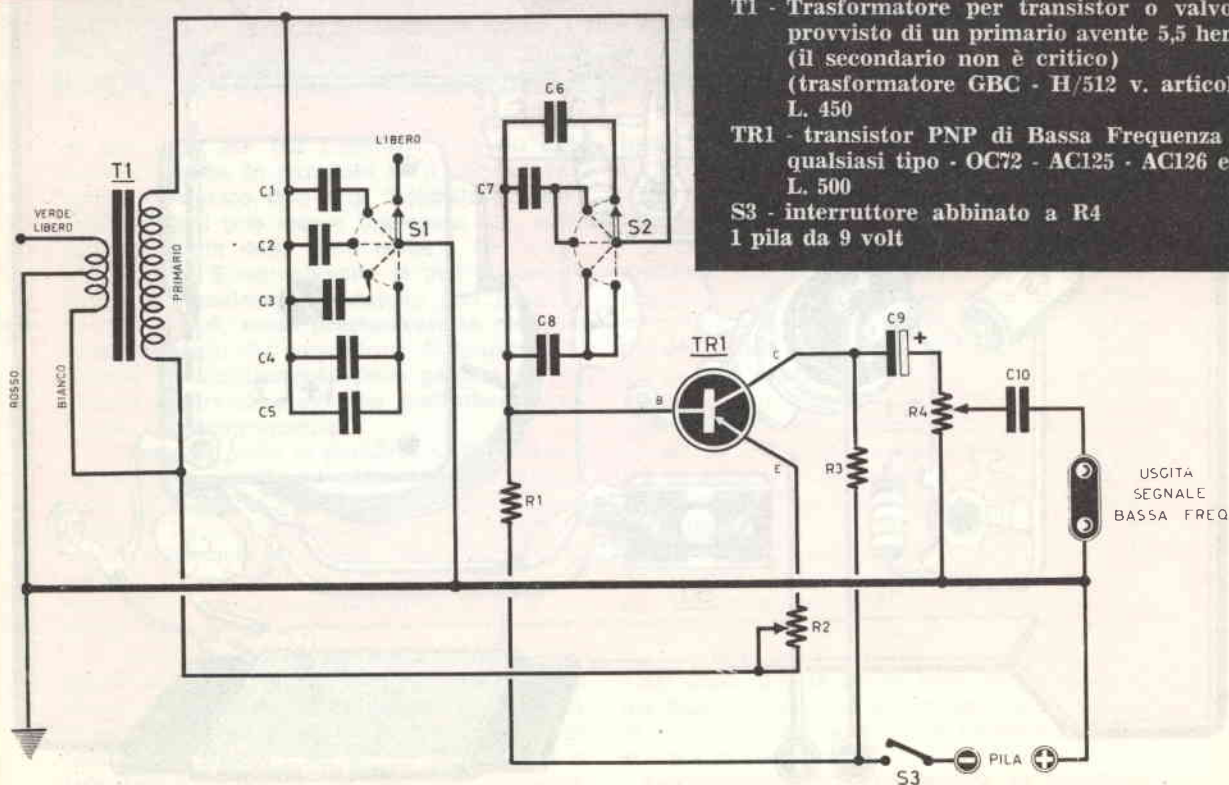 T1 - Trasformatore per transistor o valvo
provvisto di un primario avente 5,5 hen
(il secondario non è critico)
(trasformatore GBC - H/512 v. articol
L. 450
TR1 - transistor PNP di Bassa Frequenza
qualsiasi tipo - OC72 - AC125 - AC126 e
L. 500
S3 - interruttore abbinato a R4
1 pila da 9 volt
T1
VERDE
LIBERO
PRIMARIO
ROSSO
BIANCO
LIBERO
C1
C2
C3
C4
C5
S1
C6
C7
S2
C8
TR1
B
C
E
C9
+
R4
C10
R1
R3
R2
USCITA
SEGNALE
BASSA FREQ
S3
- PILA +